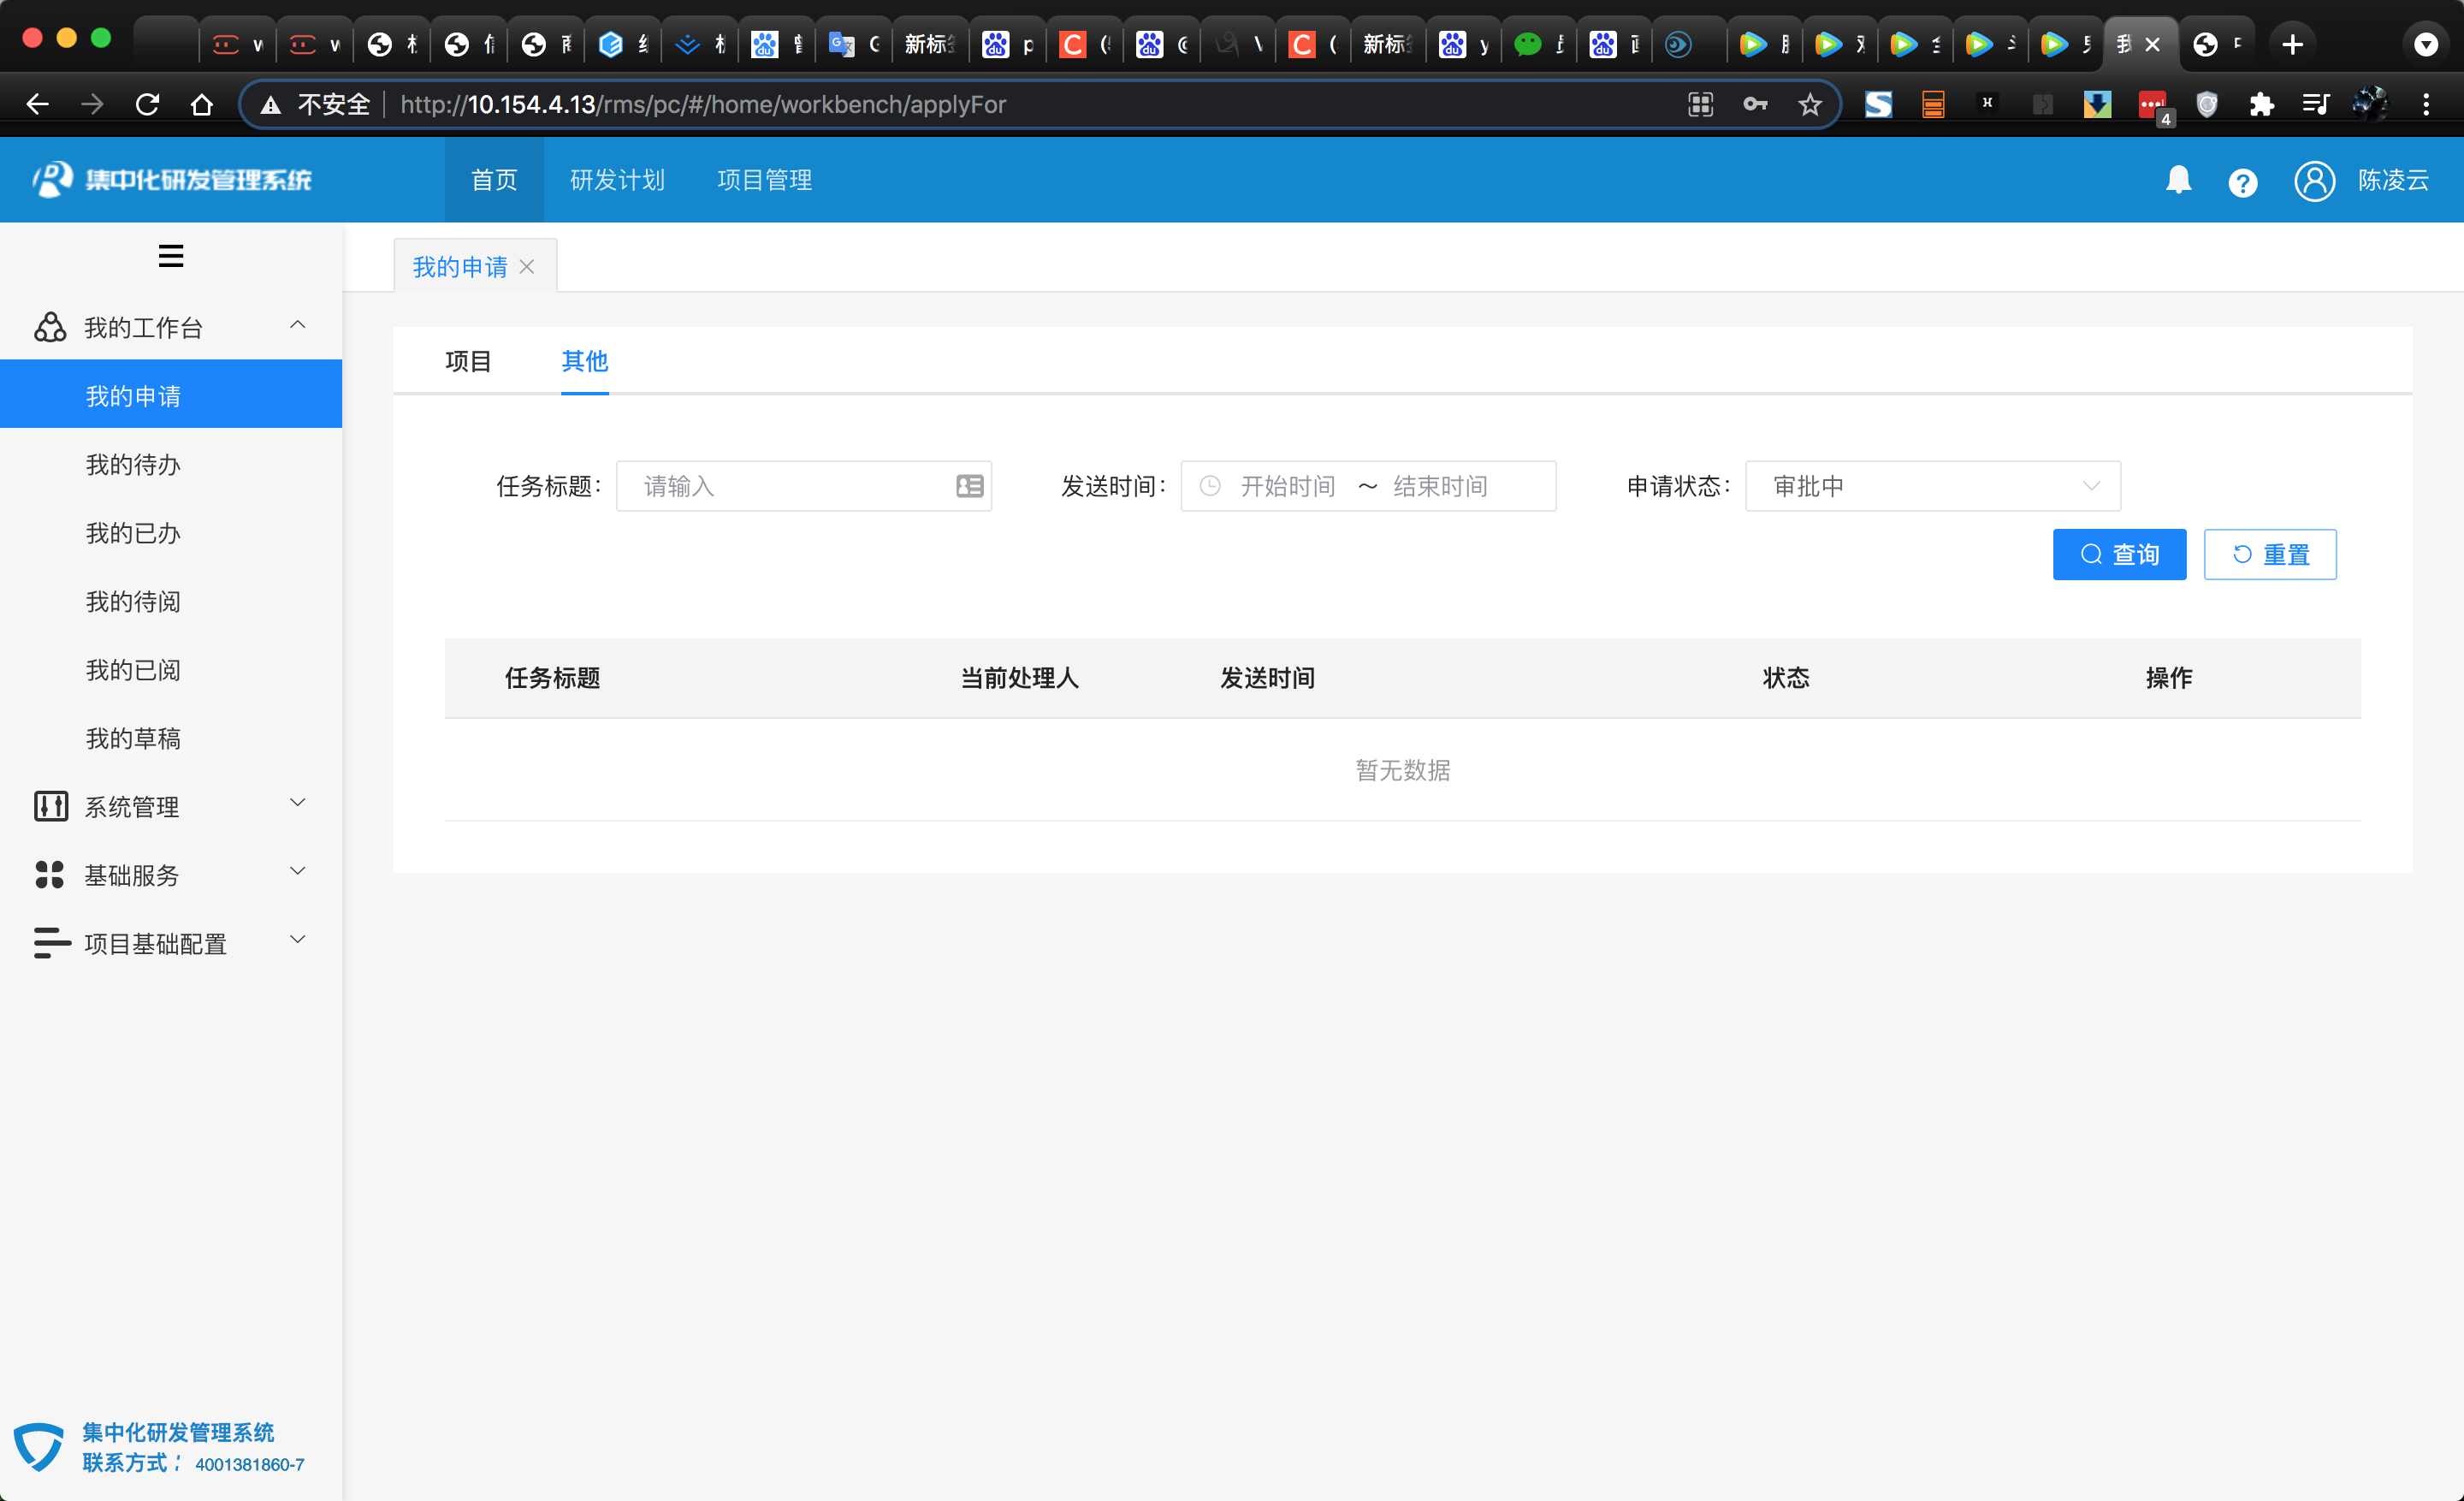 新标 新标
不安全 http://10.154.4.13/rms/pc/#/home/workbench/applyFor 4
集中化研发管理系统 首页 研发计划 项目管理 陈凌云
我的申请
我的工作台
我的申请
我的待办
我的已办
我的待阅
我的已阅
我的草稿
系统管理
基础服务
项目基础配置
项目 其他
任务标题: 请输入 发送时间: 开始时间 ~ 结束时间 申请状态: 审批中
查询 重置
任务标题 当前处理人 发送时间 状态 操作
暂无数据
集中化研发管理系统
联系方式： 4001381860-7